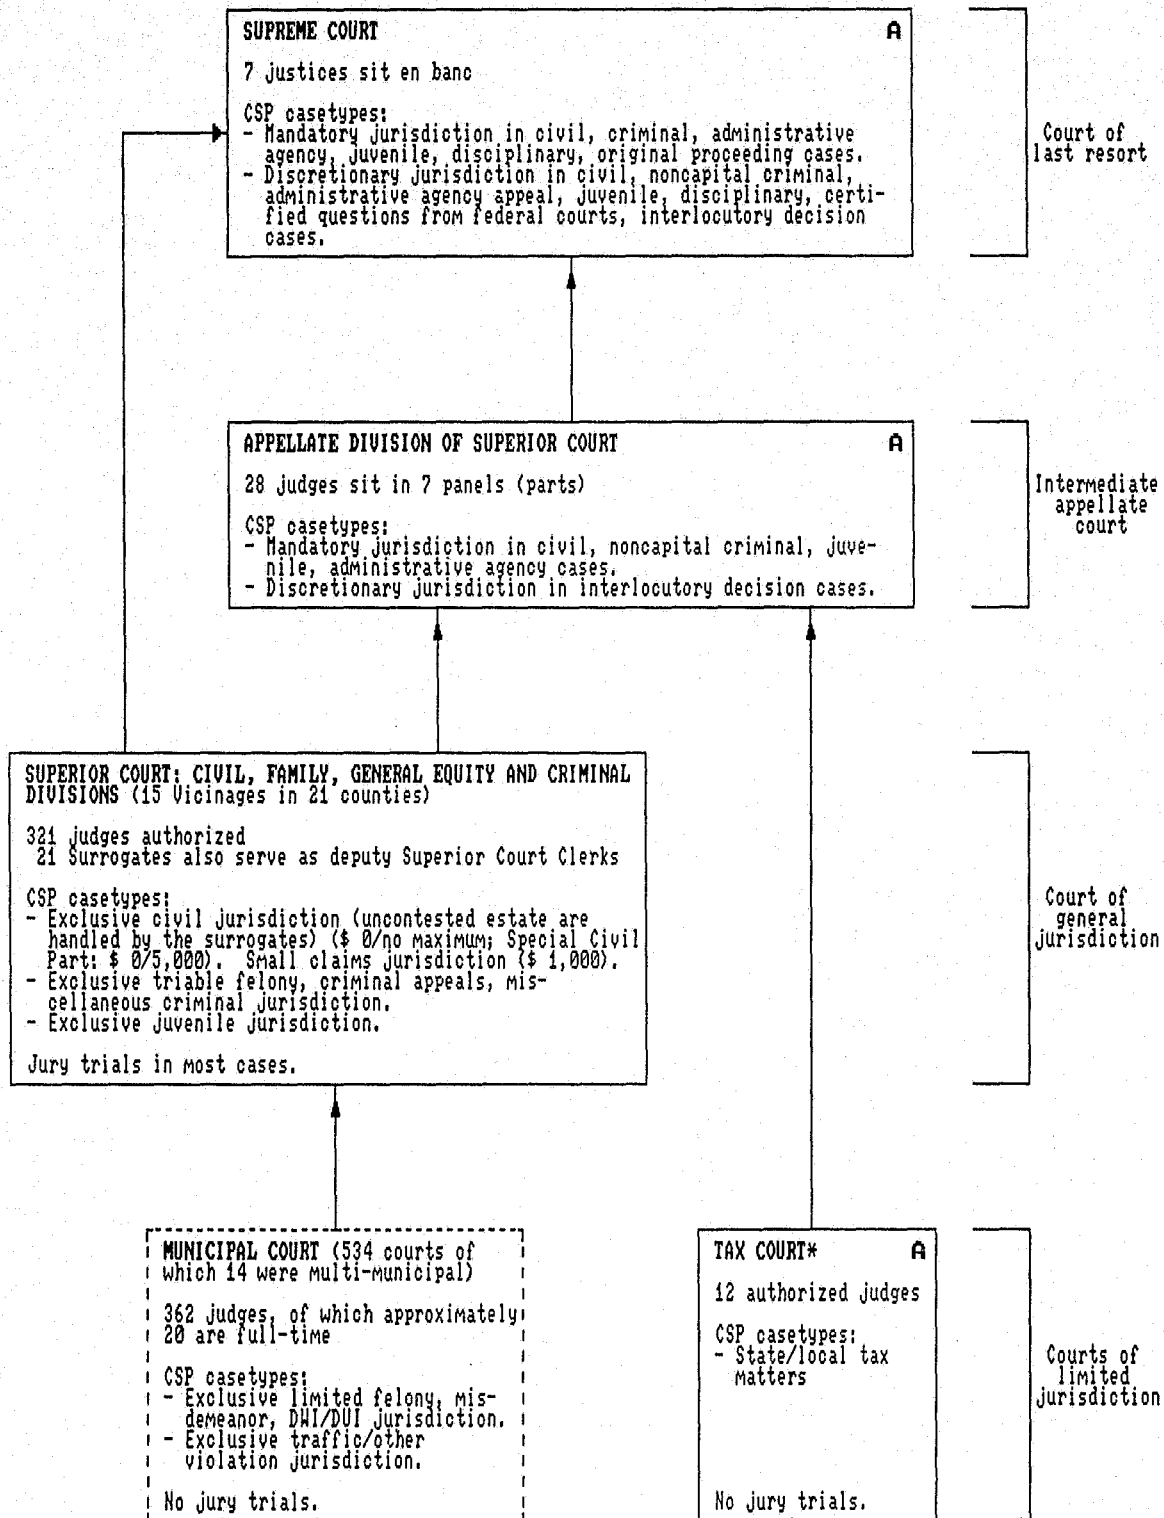 SUPREME COURT A
7 justices sit en banc
CSP casetypes:
- Mandatory jurisdiction in civil, criminal, administrative
agency, juvenile, disciplinary, original proceeding cases.
- Discretionary jurisdiction in civil, noncapital criminal,
administrative agency appeal, juvenile, disciplinary, certi-
fied questions from federal courts, interlocutory decision
cases.
Court of
last resort
APPELLATE DIVISION OF SUPERIOR COURT A
28 judges sit in 7 panels (parts)
CSP casetypes:
- Mandatory jurisdiction in civil, noncapital criminal, juve-
nile, administrative agency cases.
- Discretionary jurisdiction in interlocutory decision cases.
Intermediate
appellate
court
SUPERIOR COURT: CIVIL, FAMILY, GENERAL EQUITY AND CRIMINAL
DIVISIONS (15 Vicinages in 21 counties)
321 judges authorized
21 Surrogates also serve as deputy Superior Court Clerks
CSP casetypes:
- Exclusive civil jurisdiction (uncontested estate are
handled by the surrogates) ($ 0/no maximum; Special Civil
Part: $ 0/5,000). Small claims jurisdiction ($ 1,000).
- Exclusive triable felony, criminal appeals, mis-
cellaneous criminal jurisdiction.
- Exclusive juvenile jurisdiction.
Jury trials in most cases.
Court of
general
jurisdiction
MUNICIPAL COURT (534 courts of
which 14 were multi-municipal)
362 judges, of which approximately
20 are full-time
CSP casetypes:
- Exclusive limited felony, mis-
demeanor, DWI/DUI jurisdiction.
- Exclusive traffic/other
violation jurisdiction.
No jury trials.
TAX COURT* A
12 authorized judges
CSP casetypes:
- State/local tax
matters
No jury trials.
Courts of
limited
jurisdiction